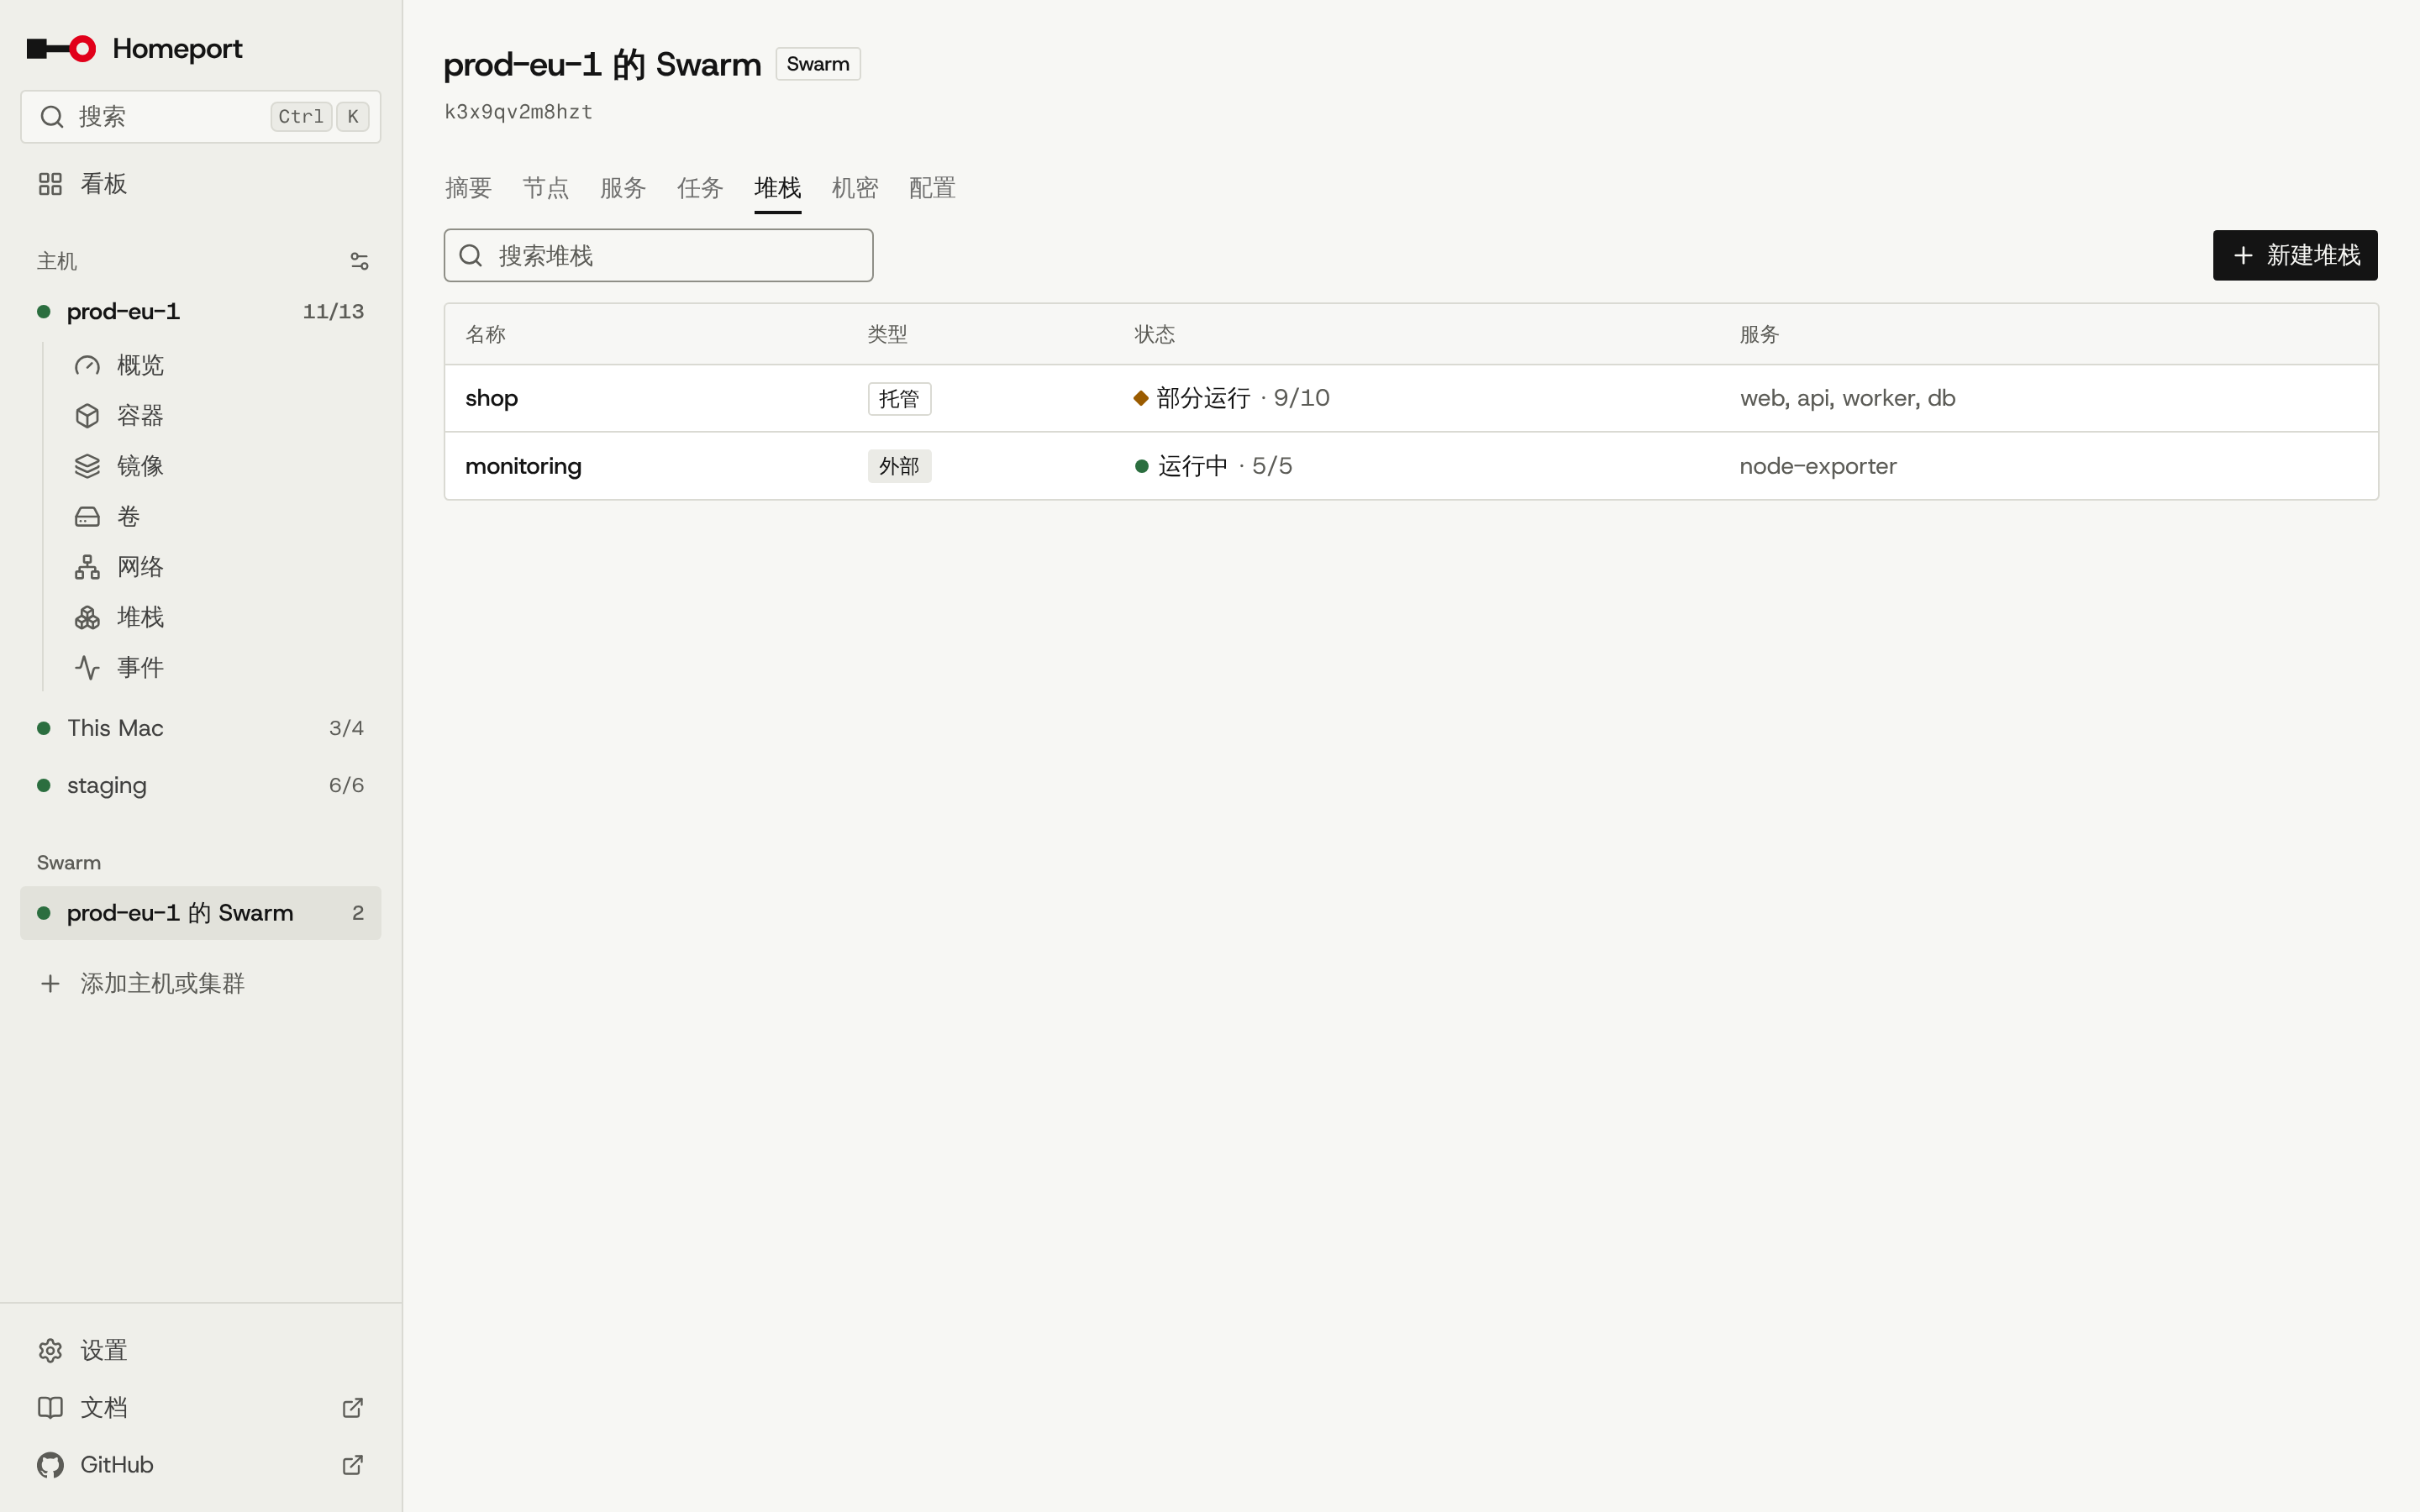 Homeport
搜索 Ctrl K
看板
主机
prod-eu-1 11/13
概览
容器
镜像
卷
网络
堆栈
事件
This Mac 3/4
staging 6/6
Swarm
prod-eu-1 的 Swarm 2
添加主机或集群
设置
文档
GitHub
prod-eu-1 的 Swarm Swarm
k3x9qv2m8hzt
摘要 节点 服务 任务 堆栈 机密 配置
搜索堆栈 新建堆栈
名称 类型 状态 服务
shop 托管 部分运行 · 9/10 web, api, worker, db
monitoring 外部 运行中 · 5/5 node-exporter